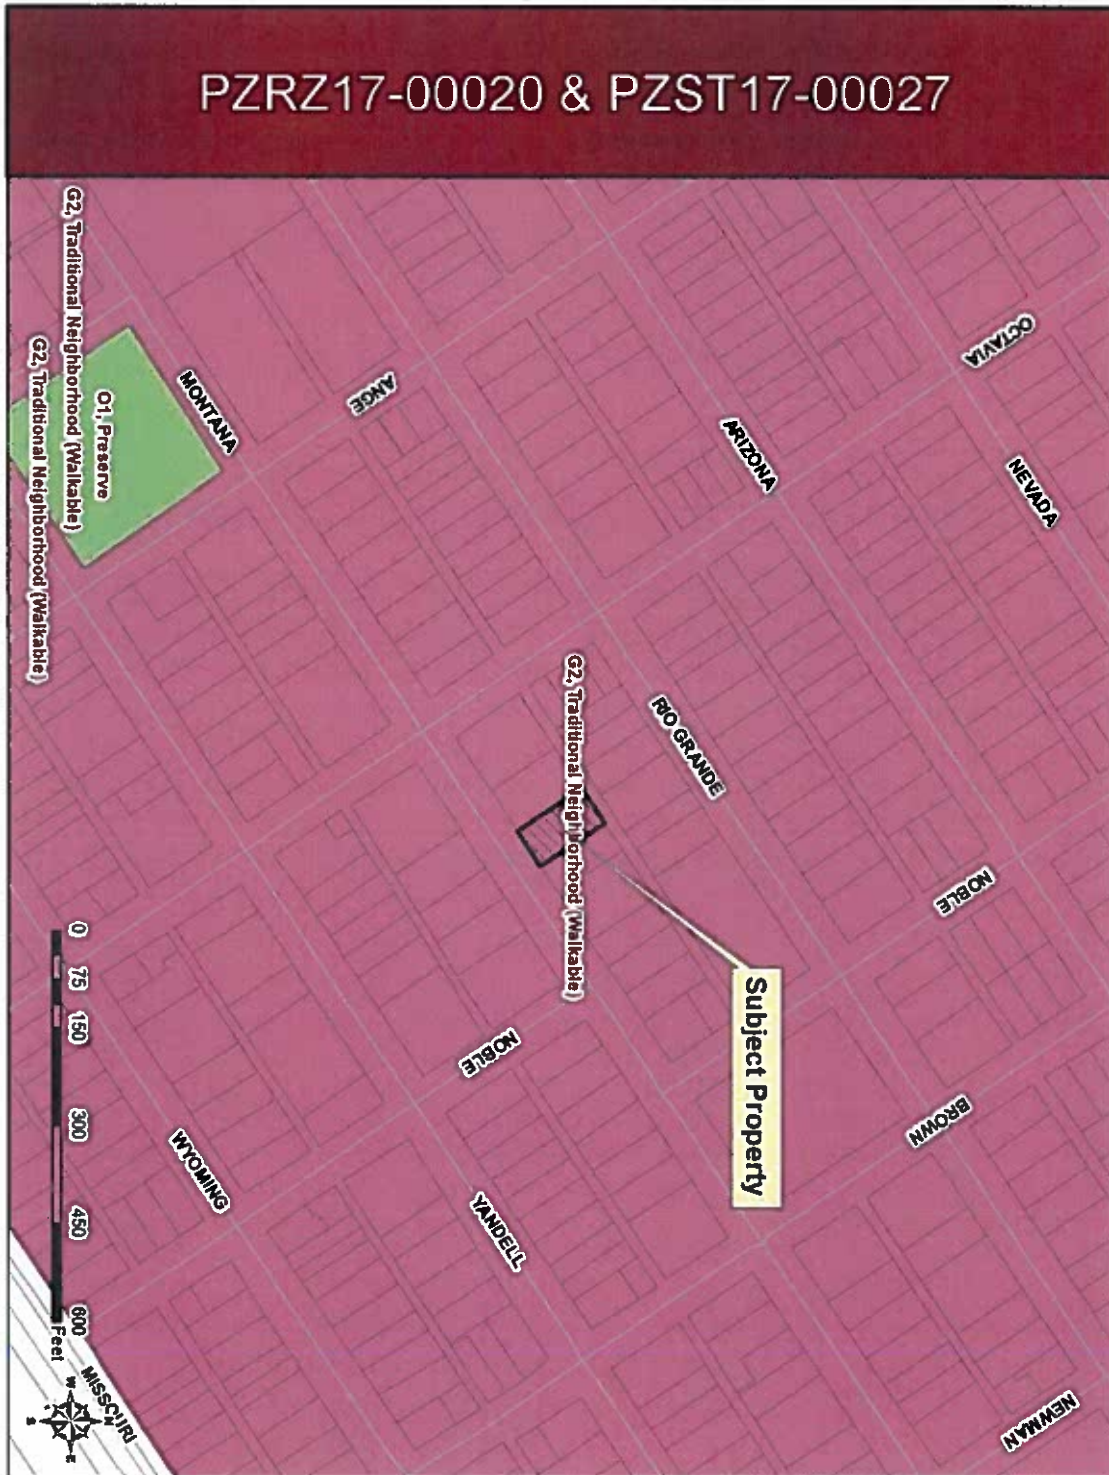 PZRZ17-00020 & PZST17-00027
OCTAVIA
NEVADA
ARIZONA
ANGE
MONTANA
G2, Traditional Neighborhood (Walkable)
O1, Preserve
G2, Traditional Neighborhood (Walkable)
RIO GRANDE
G2, Traditional Neighborhood (Walkable)
NOBLE
Subject Property
NOBLE
BROWN
WYOMING
YANDELL
NEWMAN
MISSOURI
0 75 150 300 450 600
Feet
N
W
E
S